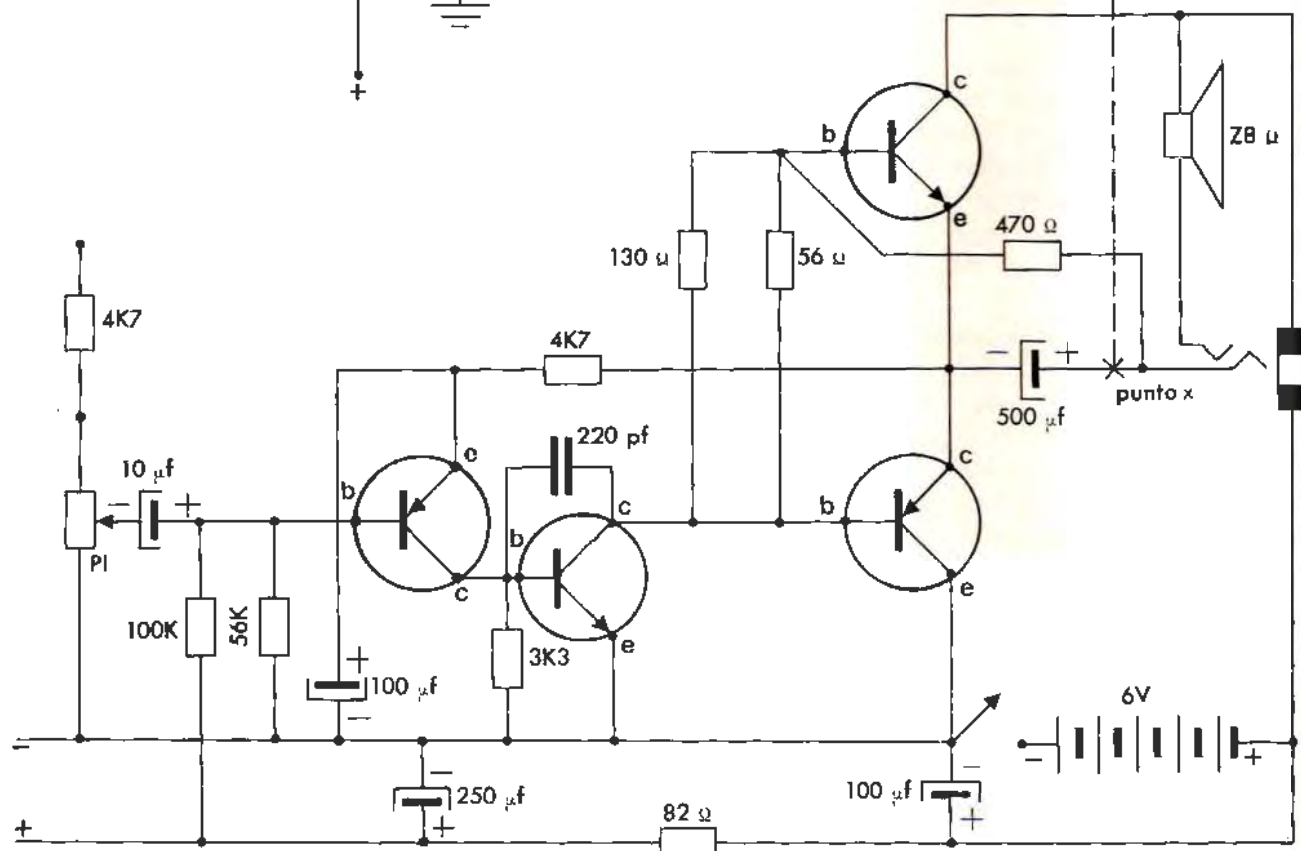 +
c
b
Z8 µ
e
470 Ω
130 µ
56 Ω
4K7
4K7
− +
punto x
500 µf
220 pf
e
10 µf
b
c
c
− +
b
b
P1
c
e
100K
56K
3K3
e
+
100 µf
−
6V
−
− +
−
−
250 µf
100 µf
+
+
82 Ω
+